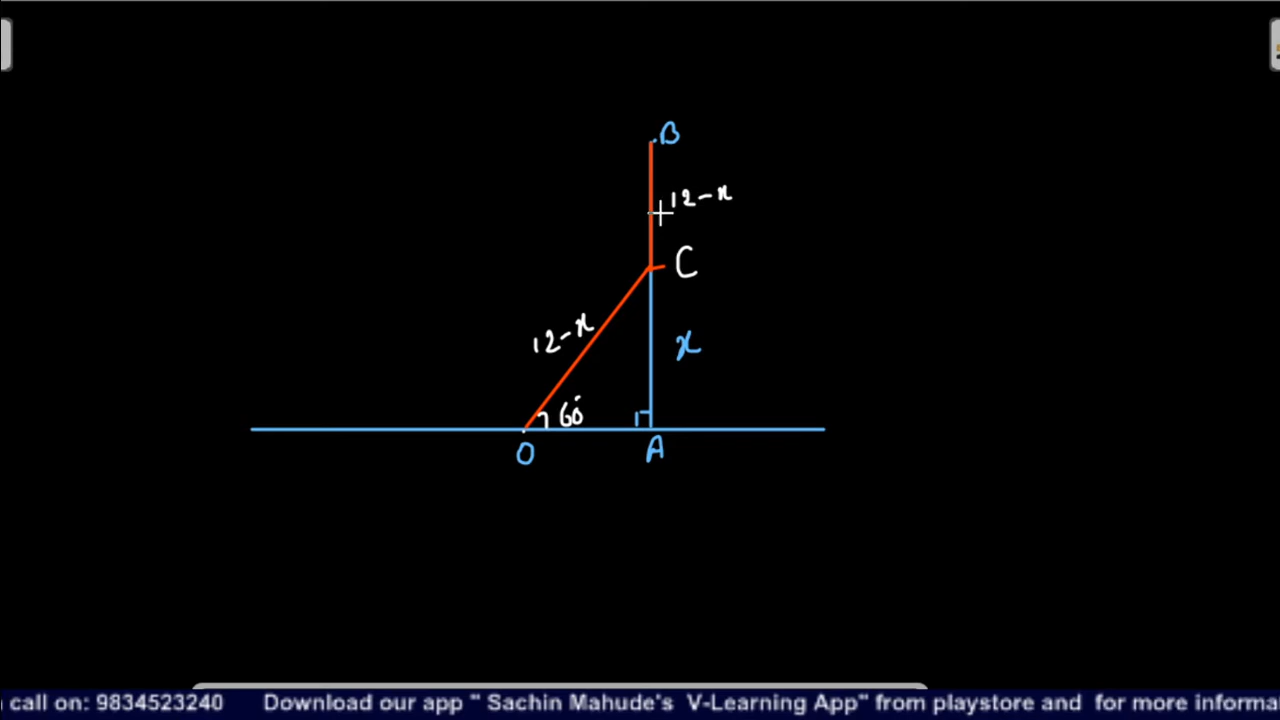 B
12-x
C
12-x
x
60°
O
A
call on: 9834523240 Download our app " Sachin Mahude's V-Learning App" from playstore and for more informa